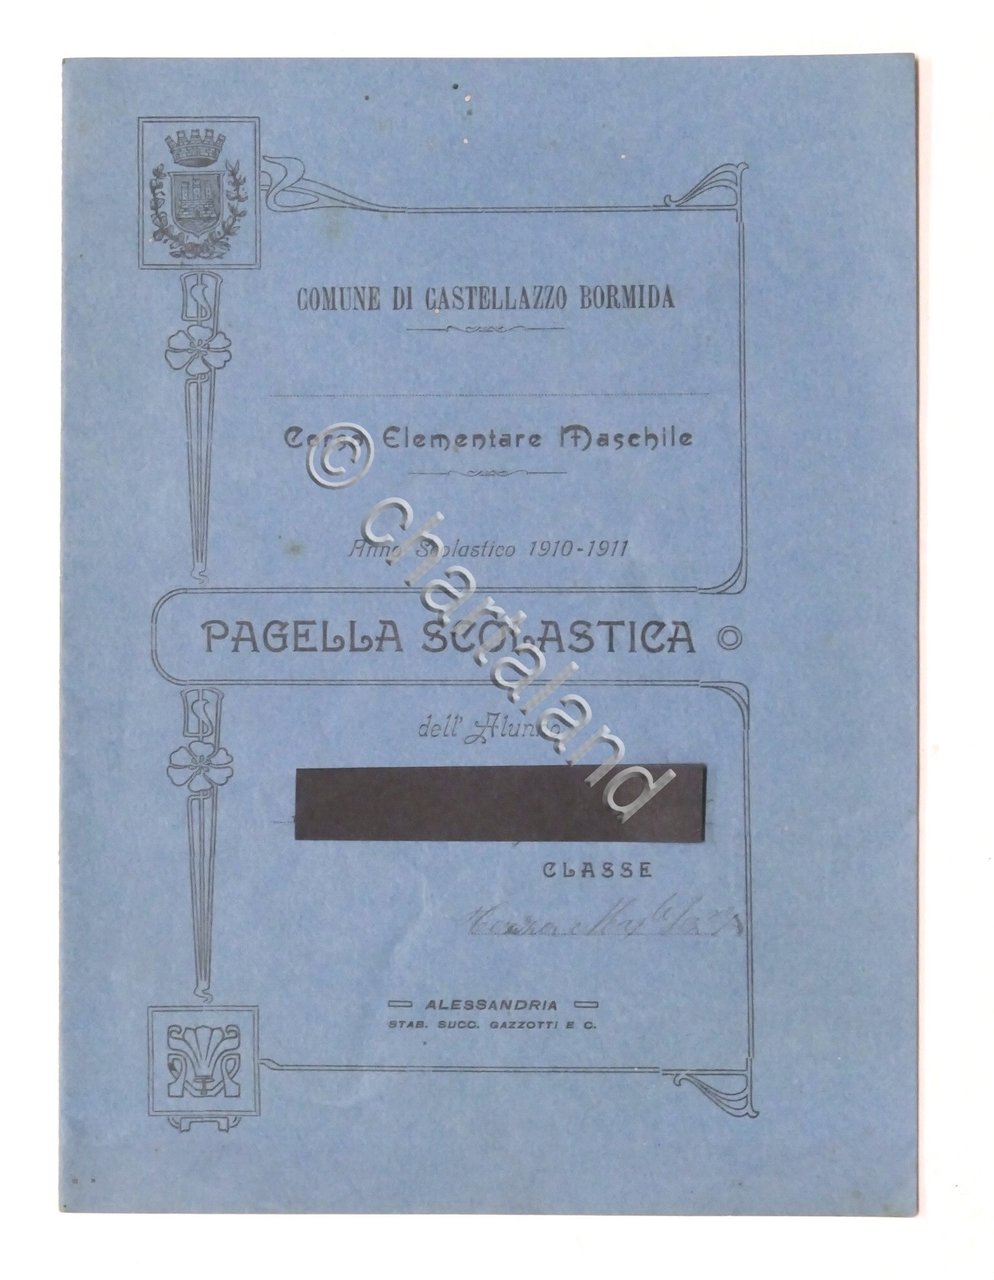 COMUNE DI CASTELLAZZO BORMIDA
Corso Elementare Maschile
Anno Scolastico 1910-1911
PAGELLA SCOLASTICA
dell' Alunno
CLASSE
ALESSANDRIA
STAB. SUCC. GAZZOTTI E C.
© chartaland